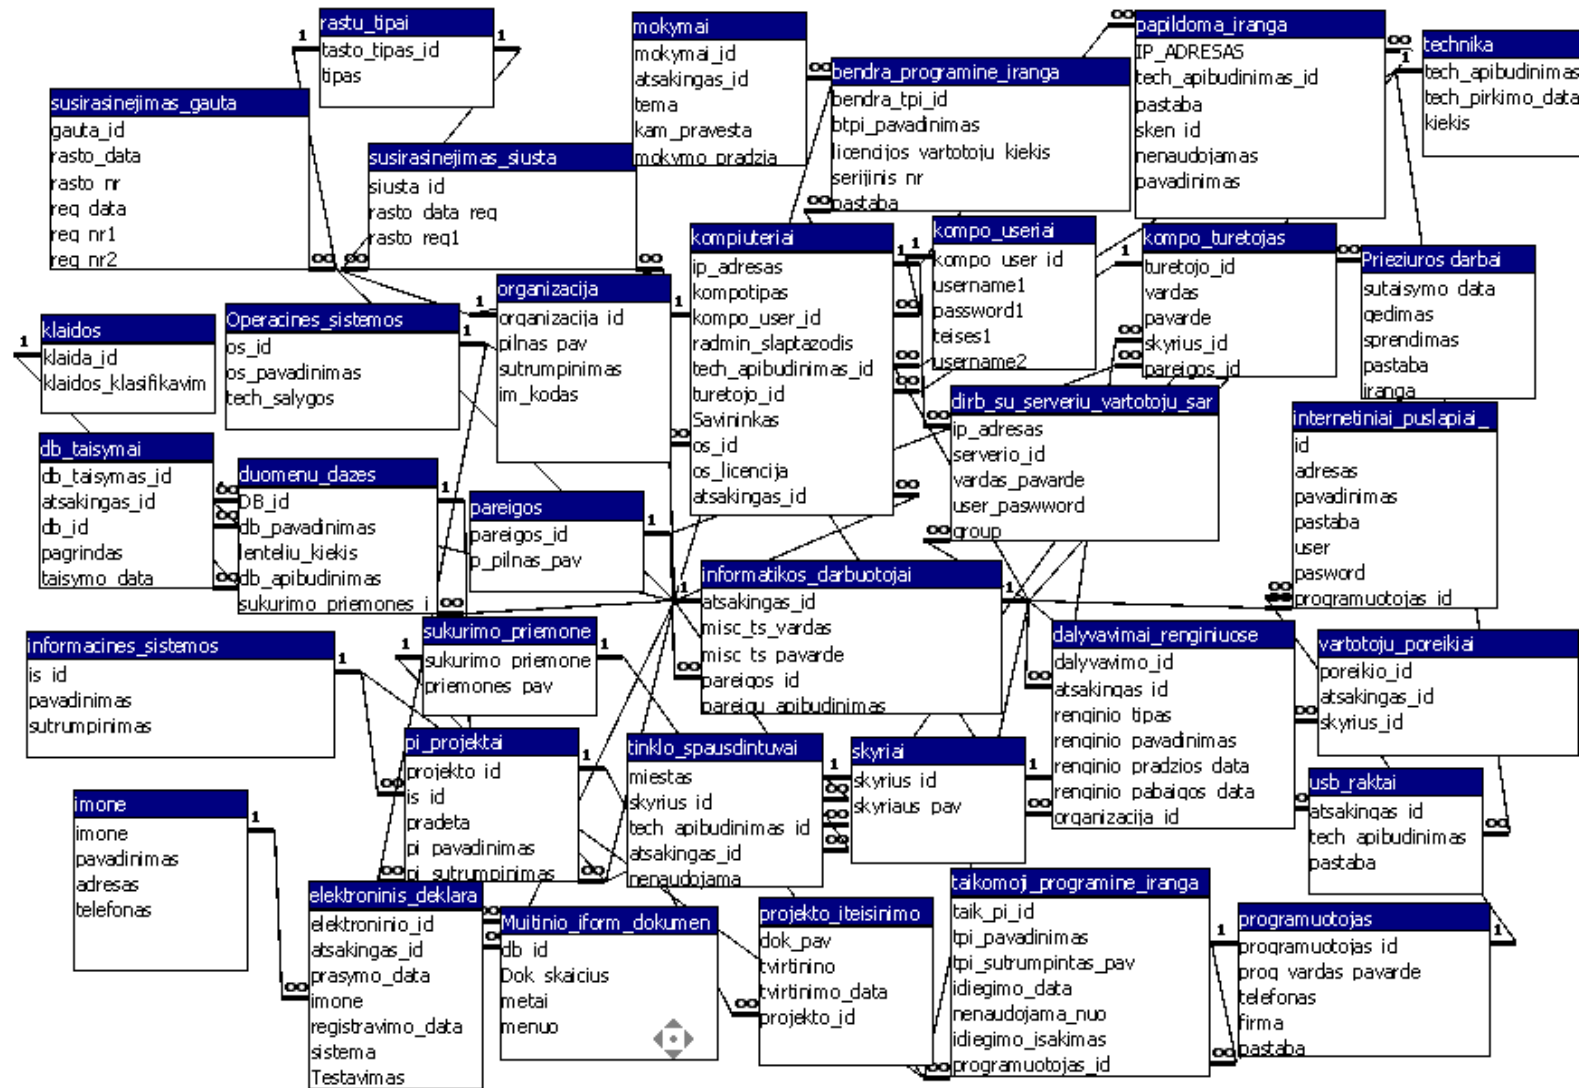 rastu_tipai
tasto_tipas_id
tipas
mokymai
mokymai_id
atsakingas_id
tema
kam_pravesta
mokymo_pradzia
papildoma_iranga
IP_ADRESAS
tech_apibudinimas_id
pastaba
sken_id
nenaudojamas
pavadinimas
technika
tech_apibudinimas
tech_pirkimo_data
kiekis
bendra_programine_iranga
bendra_tpi_id
btpi_pavadinimas
licencijos_vartotoju_kiekis
serijinis_nr
pastaba
susirasinejimas_gauta
gauta_id
rasto_data
rasto_nr
reg_data
reg_nr1
reg_nr2
susirasinejimas_siusta
siusta_id
rasto_data_reg
rasto_reg1
kompiuteriai
ip_adresas
kompotipas
kompo_user_id
radmin_slaptazodis
tech_apibudinimas_id
turetojo_id
Savininkas
os_id
os_licencija
atsakingas_id
kompo_useriai
kompo_user_id
username1
password1
teises1
username2
kompo_turetojas
turetojo_id
vardas
pavarde
skyrius_id
pareigos_id
Prieziuros darbai
sutaisymo_data
gedimas
sprendimas
pastaba
iranga
organizacija
organizacija_id
pilnas_pav
sutrumpinimas
im_kodas
Operacines_sistemos
os_id
os_pavadinimas
tech_salygos
klaidos
klaida_id
klaidos_klasifikavim
dirb_su_serveriu_vartotoju_sar
ip_adresas
serverio_id
vardas_pavarde
user_paswword
group
internetiniai_puslapiai_
id
adresas
pavadinimas
pastaba
user
pasword
programuotojas_id
db_taisymai
db_taisymas_id
atsakingas_id
db_id
pagrindas
taisymo_data
duomenu_dazes
DB_id
db_pavadinimas
lenteliu_kiekis
db_apibudinimas
sukurimo_priemones_i
pareigos
pareigos_id
p_pilnas_pav
informatikos_darbuotojai
atsakingas_id
misc_ts_vardas
misc_ts_pavarde
pareigos_id
pareigu_apibudinimas
sukurimo_priemone
sukurimo_priemone
priemones_pav
informacines_sistemos
is_id
pavadinimas
sutrumpinimas
dalyvavimai_renginiuose
dalyvavimo_id
atsakingas_id
renginio_tipas
renginio_pavadinimas
renginio_pradzios_data
renginio_pabaigos_data
organizacija_id
vartotoju_poreikiai
poreikio_id
atsakingas_id
skyrius_id
pi_projektai
projekto_id
is_id
pradeta
pi_pavadinimas
pi_sutrumpinimas
tinklo_spausdintuvai
miestas
skyrius_id
tech_apibudinimas_id
atsakingas_id
nenaudojama
skyriai
skyrius_id
skyriaus_pav
usb_raktai
atsakingas_id
tech_apibudinimas
pastaba
imone
imone
pavadinimas
adresas
telefonas
elektroninis_deklara
elektroninio_id
atsakingas_id
prasymo_data
imone
registravimo_data
sistema
Testavimas
Muitinio_iform_dokumen
db_id
Dok_skaicius
metai
menuo
projekto_iteisinimo
dok_pav
tvirtinino
tvirtinimo_data
projekto_id
taikomoji_programine_iranga
taik_pi_id
tpi_pavadinimas
tpi_sutrumpintas_pav
idiegimo_data
nenaudojama_nuo
idiegimo_isakimas
programuotojas_id
programuotojas
programuotojas_id
prog_vardas_pavarde
telefonas
firma
pastaba